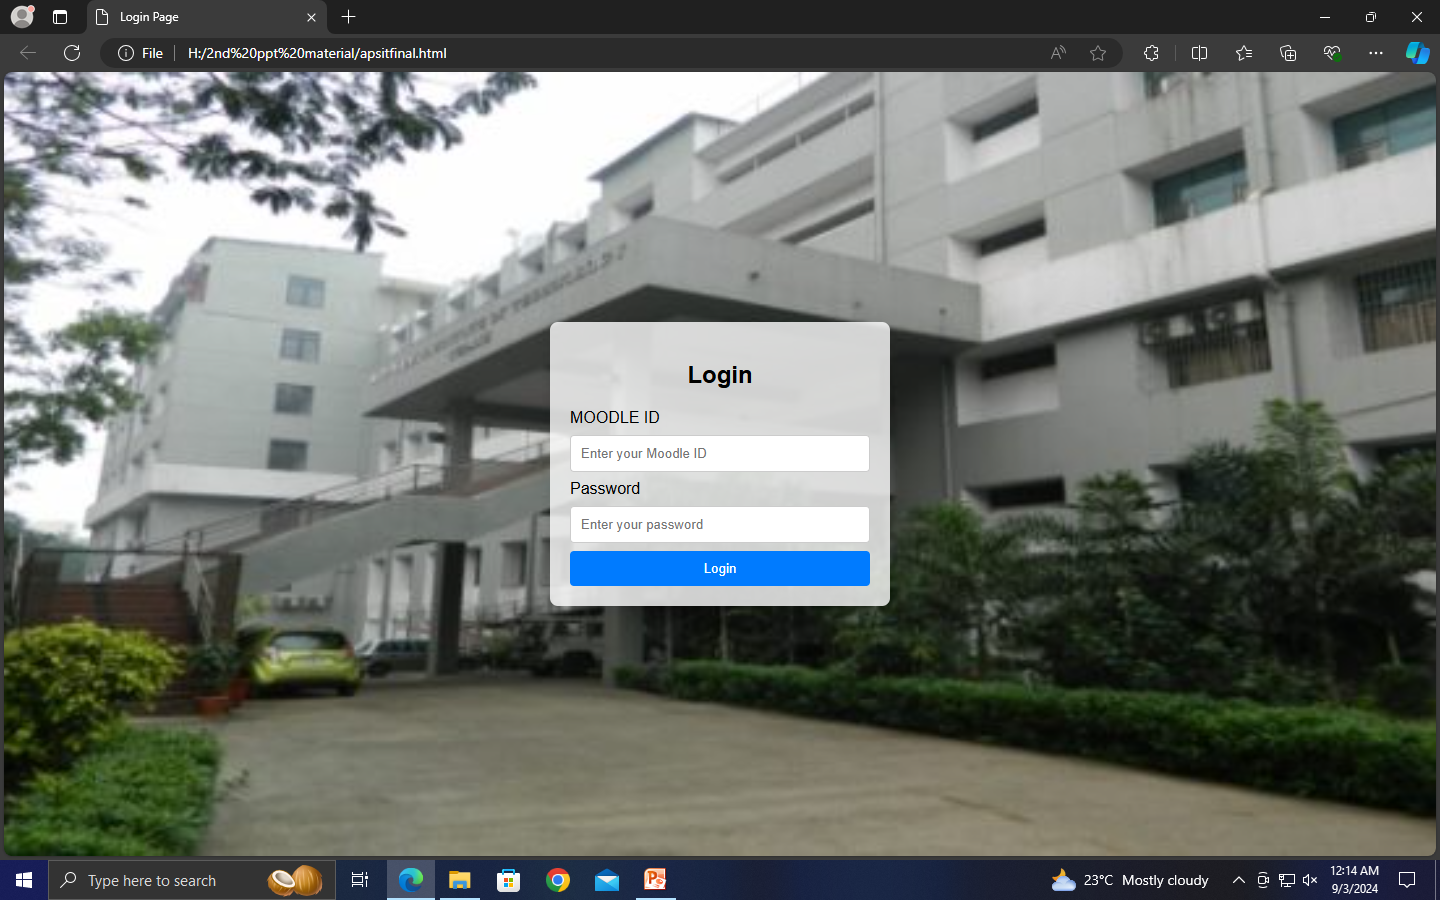 Login Page
File
H:/2nd%20ppt%20material/apsitfinal.html
Login
MOODLE ID
Enter your Moodle ID
Password
Enter your password
Login
Type here to search
23°C Mostly cloudy
12:14 AM
9/3/2024